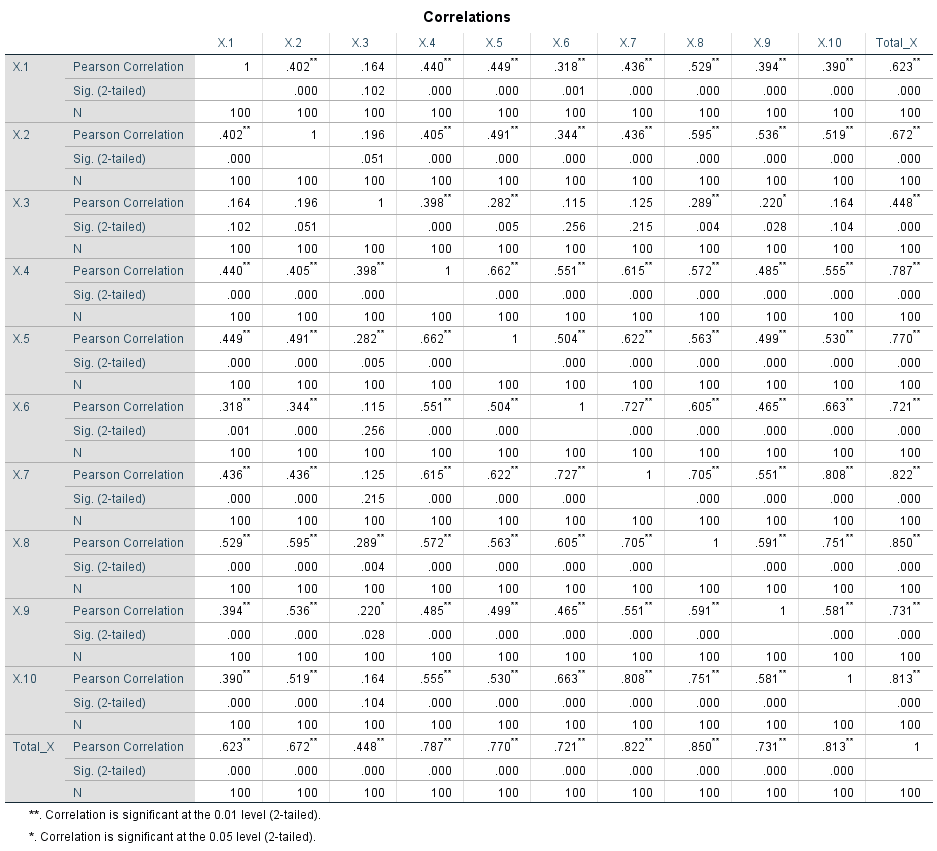 Correlations
X.1 X.2 X.3 X.4 X.5 X.6 X.7 X.8 X.9 X.10 Total_X
X.1 Pearson Correlation 1 .402** .164 .440** .449** .318** .436** .529** .394** .390** .623**
Sig. (2-tailed) .000 .102 .000 .000 .001 .000 .000 .000 .000 .000
N 100 100 100 100 100 100 100 100 100 100 100
X.2 Pearson Correlation .402** 1 .196 .405** .491** .344** .436** .595** .536** .519** .672**
Sig. (2-tailed) .000 .051 .000 .000 .000 .000 .000 .000 .000 .000
N 100 100 100 100 100 100 100 100 100 100 100
X.3 Pearson Correlation .164 .196 1 .398** .282** .115 .125 .289** .220* .164 .448**
Sig. (2-tailed) .102 .051 .000 .005 .256 .215 .004 .028 .104 .000
N 100 100 100 100 100 100 100 100 100 100 100
X.4 Pearson Correlation .440** .405** .398** 1 .662** .551** .615** .572** .485** .555** .787**
Sig. (2-tailed) .000 .000 .000 .000 .000 .000 .000 .000 .000 .000
N 100 100 100 100 100 100 100 100 100 100 100
X.5 Pearson Correlation .449** .491** .282** .662** 1 .504** .622** .563** .499** .530** .770**
Sig. (2-tailed) .000 .000 .005 .000 .000 .000 .000 .000 .000 .000
N 100 100 100 100 100 100 100 100 100 100 100
X.6 Pearson Correlation .318** .344** .115 .551** .504** 1 .727** .605** .465** .663** .721**
Sig. (2-tailed) .001 .000 .256 .000 .000 .000 .000 .000 .000 .000
N 100 100 100 100 100 100 100 100 100 100 100
X.7 Pearson Correlation .436** .436** .125 .615** .622** .727** 1 .705** .551** .808** .822**
Sig. (2-tailed) .000 .000 .215 .000 .000 .000 .000 .000 .000 .000
N 100 100 100 100 100 100 100 100 100 100 100
X.8 Pearson Correlation .529** .595** .289** .572** .563** .605** .705** 1 .591** .751** .850**
Sig. (2-tailed) .000 .000 .004 .000 .000 .000 .000 .000 .000 .000
N 100 100 100 100 100 100 100 100 100 100 100
X.9 Pearson Correlation .394** .536** .220* .485** .499** .465** .551** .591** 1 .581** .731**
Sig. (2-tailed) .000 .000 .028 .000 .000 .000 .000 .000 .000 .000
N 100 100 100 100 100 100 100 100 100 100 100
X.10 Pearson Correlation .390** .519** .164 .555** .530** .663** .808** .751** .581** 1 .813**
Sig. (2-tailed) .000 .000 .104 .000 .000 .000 .000 .000 .000 .000
N 100 100 100 100 100 100 100 100 100 100 100
Total_X Pearson Correlation .623** .672** .448** .787** .770** .721** .822** .850** .731** .813** 1
Sig. (2-tailed) .000 .000 .000 .000 .000 .000 .000 .000 .000 .000
N 100 100 100 100 100 100 100 100 100 100 100
**. Correlation is significant at the 0.01 level (2-tailed).
*. Correlation is significant at the 0.05 level (2-tailed).